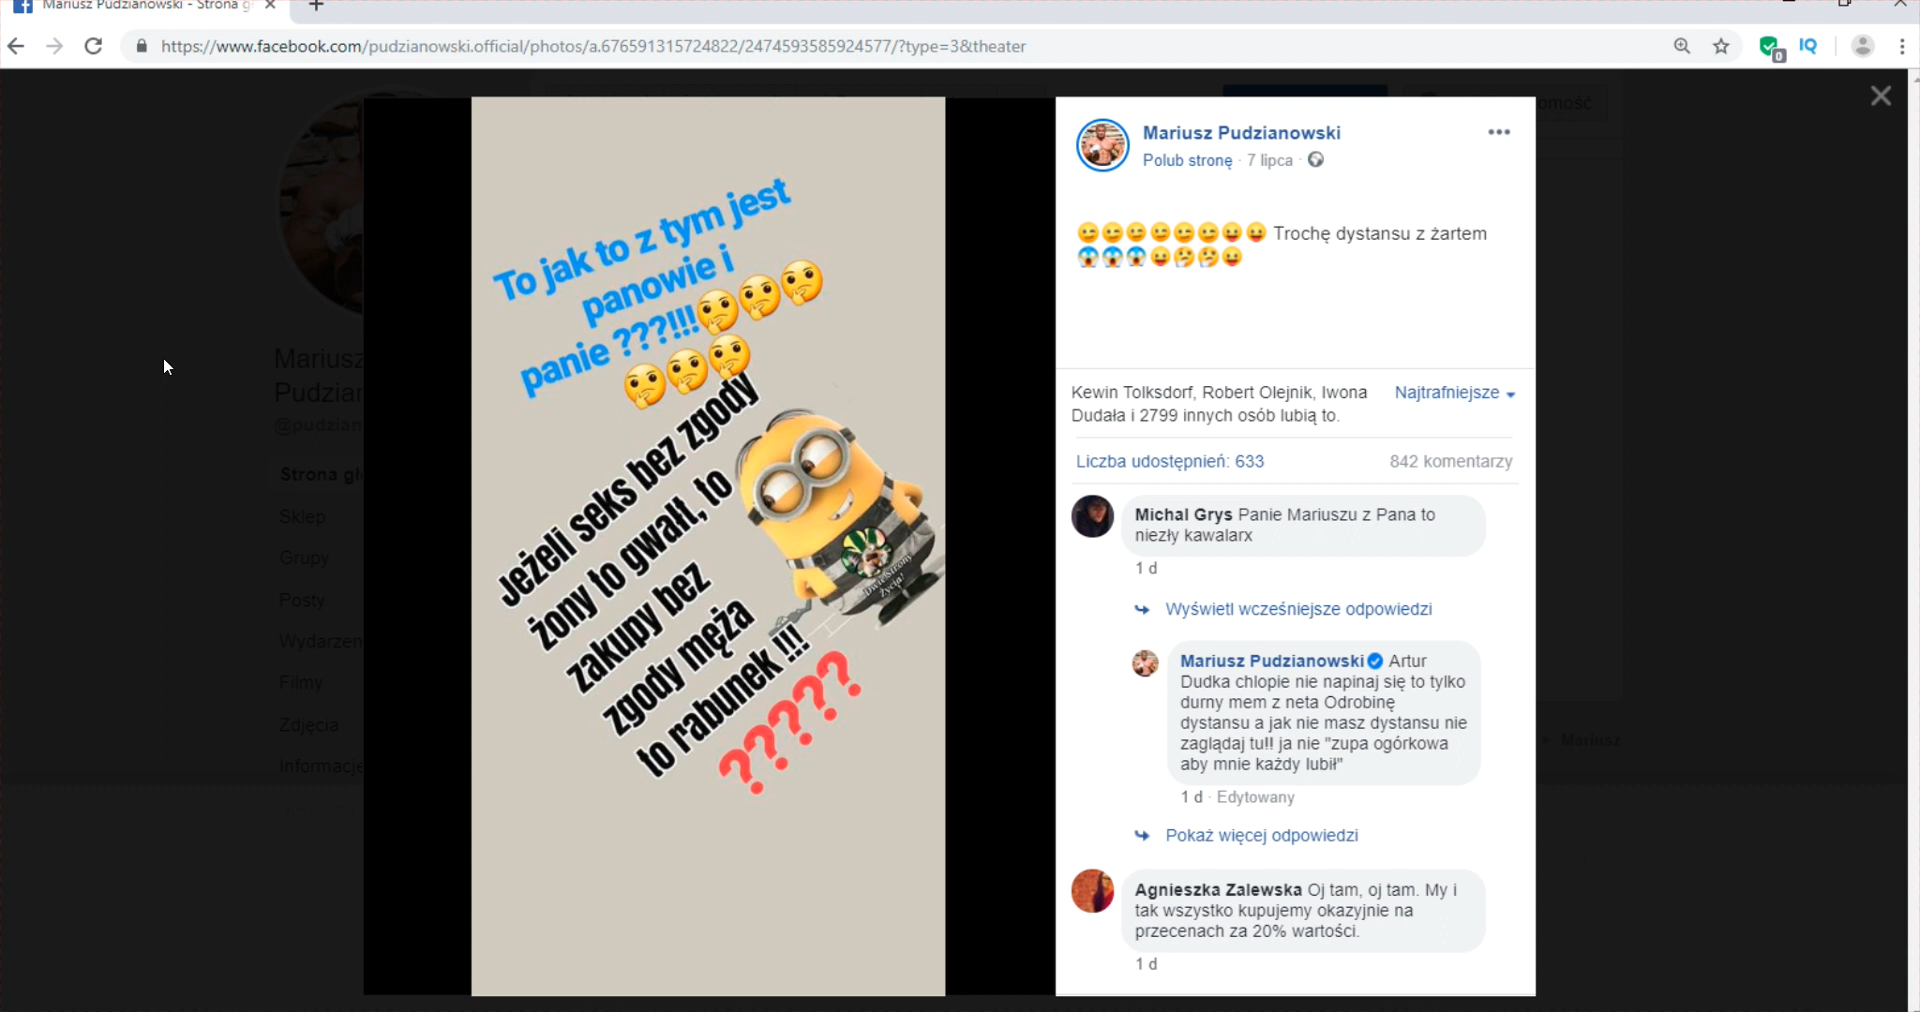 Mariusz Pudzianowski - Strona g
https://www.facebook.com/pudzianowski.official/photos/a.676591315724822/2474593585924577/?type=3&theater
0
IQ
omość
Mariusz
Pudzian
@pudzian
Strona gł
Sklep
Grupy
Posty
Wydarzen
Filmy
Zdjęcia
Informacje
To jak to z tym jest
panowie i
panie ???!!!🤔🤔🤔
🤔🤔🤔
Jeżeli seks bez zgody
żony to gwałt, to
zakupy bez
zgody męża
to rabunek !!!
?????
Dwie Strony
Życia!
Mariusz Pudzianowski
Polub stronę · 7 lipca ·
😉😉😉😉😉😉😛😛 Trochę dystansu z żartem
😱😱😱😛🤔🤔😛
Kewin Tolksdorf, Robert Olejnik, Iwona
Dudała i 2799 innych osób lubią to.
Najtrafniejsze
Liczba udostępnień: 633
842 komentarzy
Michal Grys Panie Mariuszu z Pana to
niezły kawalarx
1 d
Wyświetl wcześniejsze odpowiedzi
Mariusz Pudzianowski Artur
Dudka chlopie nie napinaj się to tylko
durny mem z neta Odrobinę
dystansu a jak nie masz dystansu nie
zaglądaj tu!! ja nie "zupa ogórkowa
aby mnie każdy lubił"
1 d · Edytowany
Pokaż więcej odpowiedzi
Agnieszka Zalewska Oj tam, oj tam. My i
tak wszystko kupujemy okazyjnie na
przecenach za 20% wartości.
1 d
Mariusz